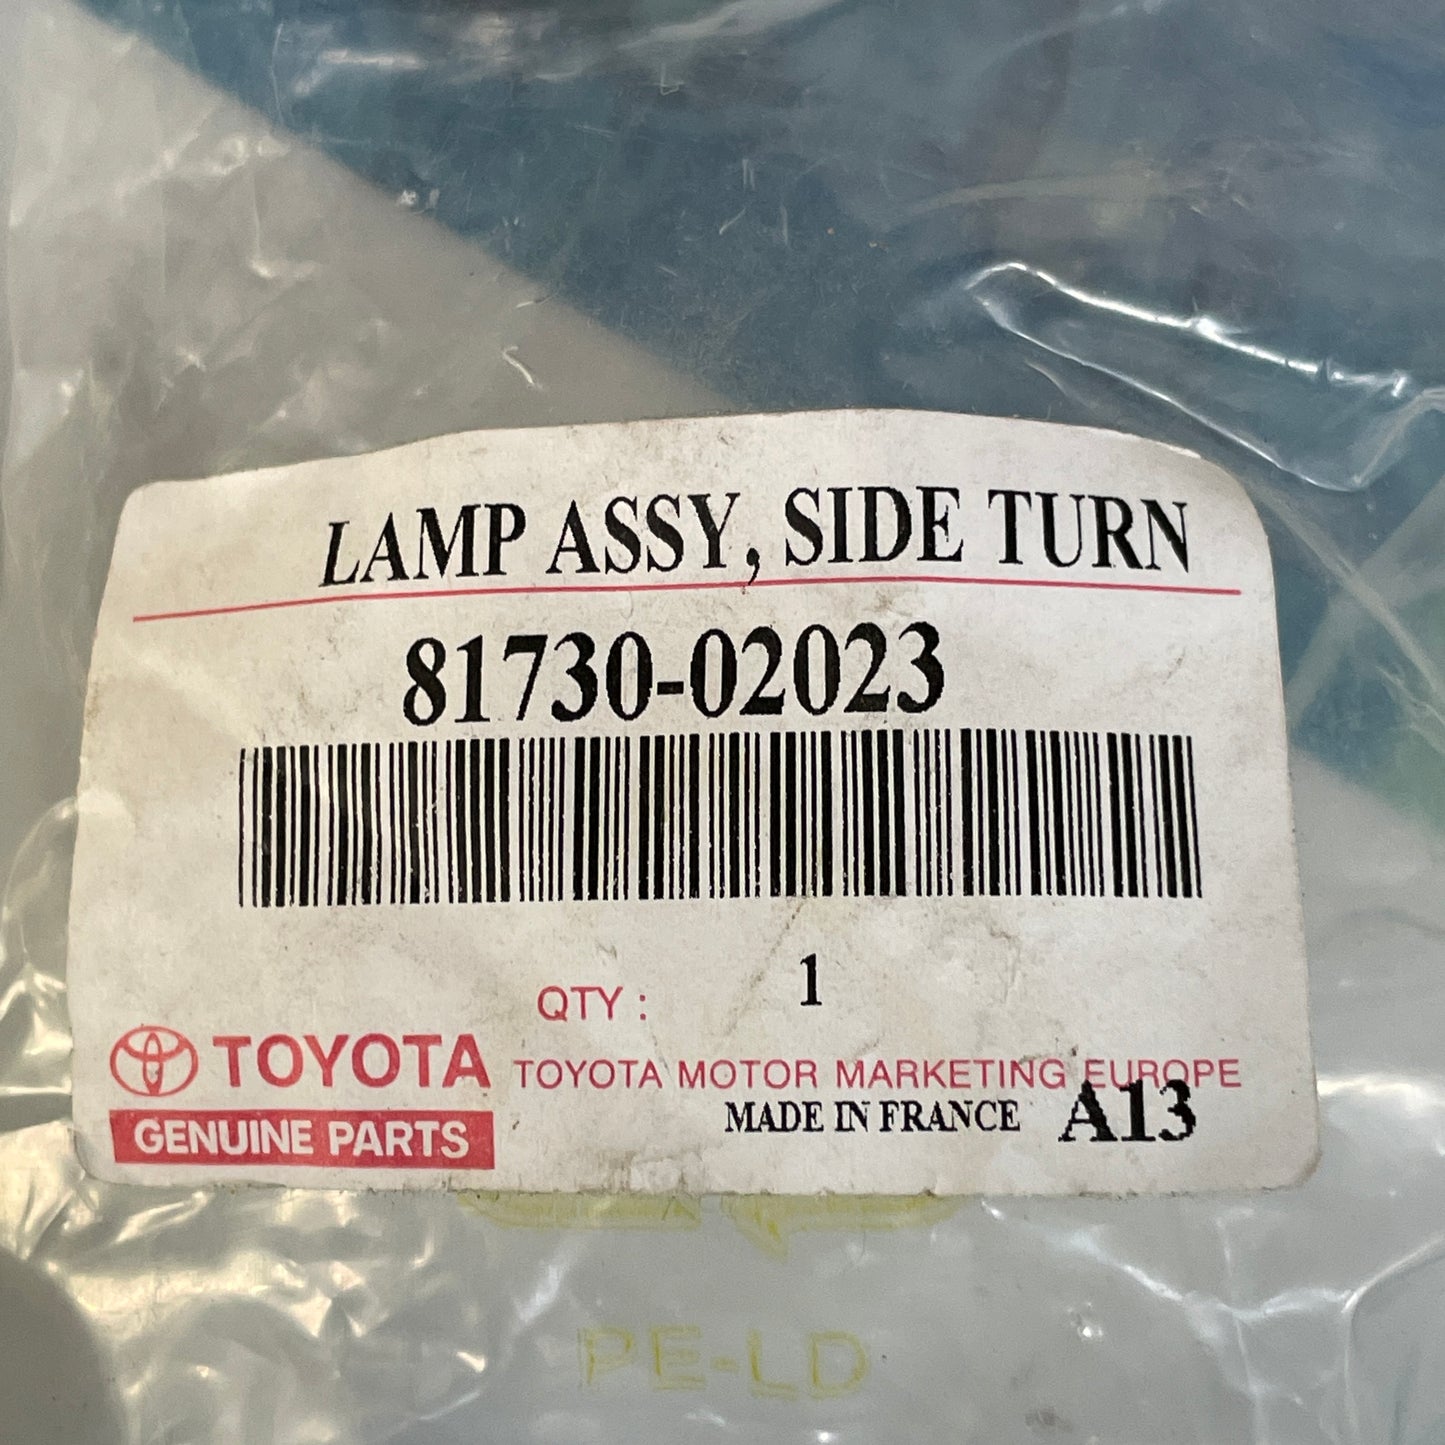 LAMP ASSY, SIDE TURN
81730-02023
QTY : 1
TOYOTA
GENUINE PARTS
TOYOTA MOTOR MARKETING EUROPE
MADE IN FRANCE A13
PE-LD